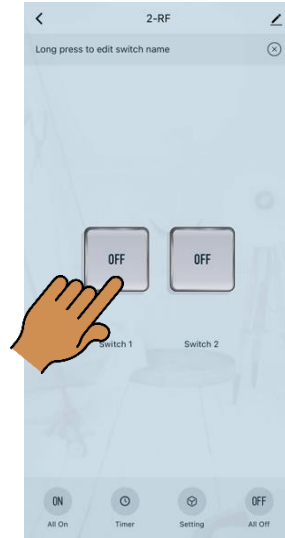 2-RF
Long press to edit switch name
OFF OFF
Switch 1 Switch 2
ON OFF
All On Timer Setting All Off